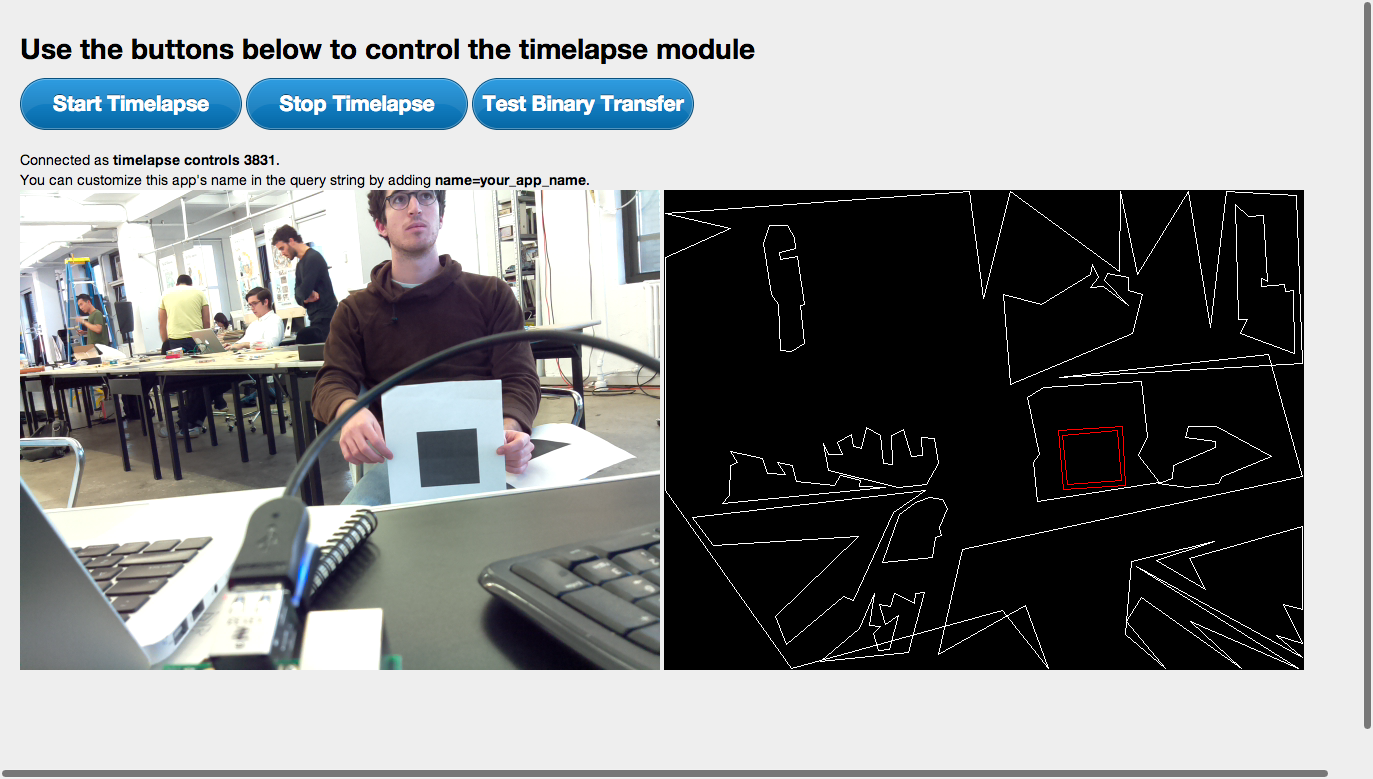 Use the buttons below to control the timelapse module
Start Timelapse Stop Timelapse Test Binary Transfer
Connected as timelapse controls 3831.
You can customize this app's name in the query string by adding name=your_app_name.